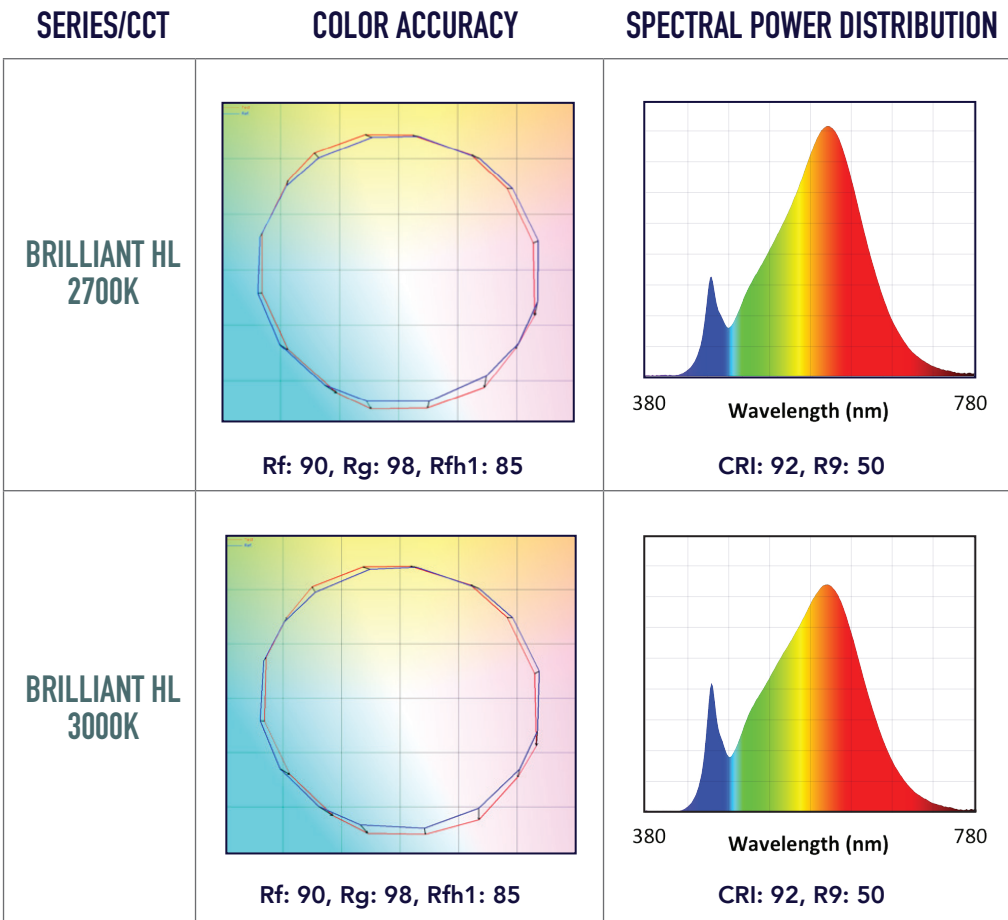 SERIES/CCT
COLOR ACCURACY
SPECTRAL POWER DISTRIBUTION
BRILLIANT HL
2700K
380
780
Wavelength (nm)
Rf: 90, Rg: 98, Rfh1: 85
CRI: 92, R9: 50
BRILLIANT HL
3000K
380
780
Wavelength (nm)
Rf: 90, Rg: 98, Rfh1: 85
CRI: 92, R9: 50